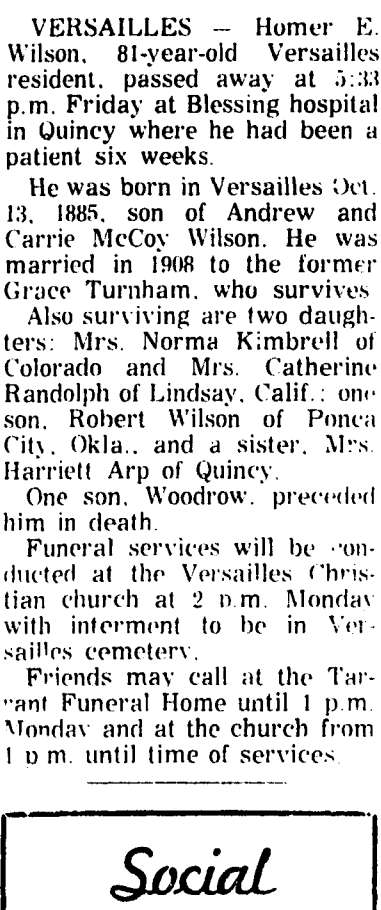 VERSAILLES — Homer E.
Wilson, 81-year-old Versailles
resident, passed away at 5:33
p.m. Friday at Blessing hospital
in Quincy where he had been a
patient six weeks.
He was born in Versailles Oct.
13, 1885, son of Andrew and
Carrie McCoy Wilson. He was
married in 1908 to the former
Grace Turnham, who survives
Also surviving are two daugh-
ters: Mrs. Norma Kimbrell of
Colorado and Mrs. Catherine
Randolph of Lindsay, Calif.; one
son, Robert Wilson of Ponca
City, Okla., and a sister, Mrs.
Harriett Arp of Quincy.
One son, Woodrow, preceded
him in death.
Funeral services will be con-
ducted at the Versailles Chris-
tian church at 2 p.m. Monday
with interment to be in Ver-
sailles cemetery.
Friends may call at the Tar-
rant Funeral Home until 1 p.m.
Monday and at the church from
1 p.m. until time of services.
Social